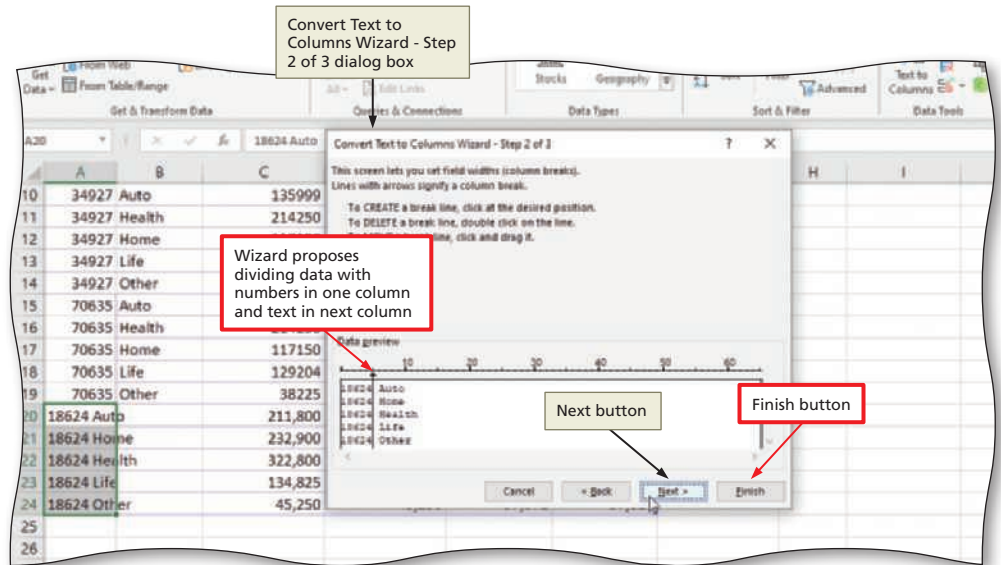 Convert Text to
Columns Wizard - Step
2 of 3 dialog box
From Web
Get
Data
From Table/Range
Edit Links
Stocks
Geography
Advanced
Text to
Columns
Get & Transform Data
Queries & Connections
Data Types
Sort & Filter
Data Tools
A20
fx
18624 Auto
Convert Text to Columns Wizard - Step 2 of 3
? ×
This screen lets you set field widths (column breaks).
Lines with arrows signify a column break.
To CREATE a break line, click at the desired position.
To DELETE a break line, double click on the line.
line, click and drag it.
A B C H I
10 34927 Auto 135999
11 34927 Health 214250
12 34927 Home
13 34927 Life
14 34927 Other
15 70635 Auto
16 70635 Health
17 70635 Home 117150
18 70635 Life 129204
19 70635 Other 38225
20 18624 Auto 211,800
21 18624 Home 232,900
22 18624 Health 322,800
23 18624 Life 134,825
24 18624 Other 45,250
25
26
Wizard proposes
dividing data with
numbers in one column
and text in next column
Data preview
10 20 30 40 50 60
18624 Auto
18624 Home
18624 Health
18624 Life
18624 Other
Next button
Finish button
Cancel
< Back
Next >
Finish